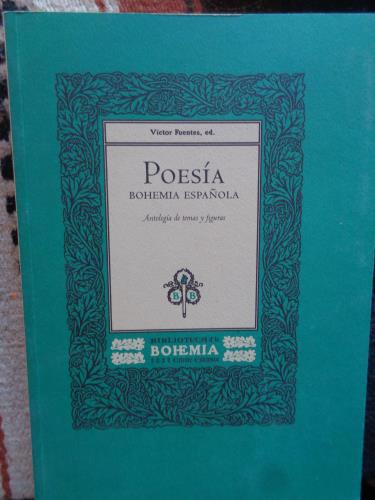 Víctor Fuentes, ed.
POESÍA
BOHEMIA ESPAÑOLA
Antología de temas y figuras
B B
BIBLIOTECA de
BOHEMIA